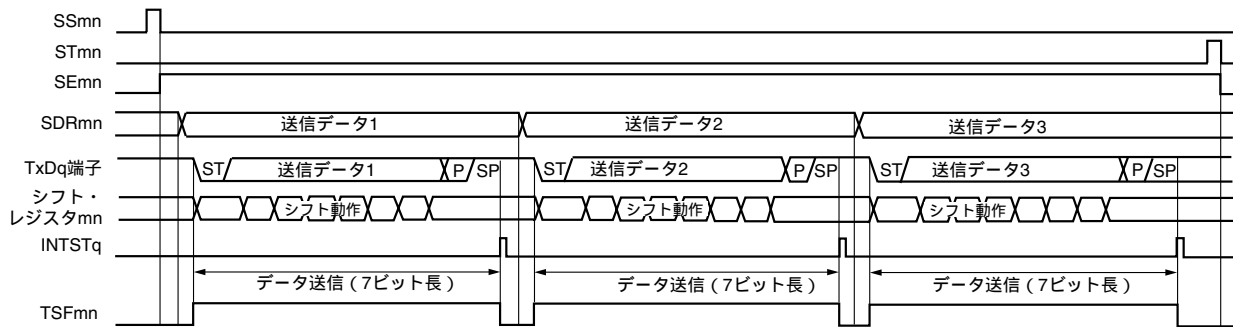 SSmn
STmn
SEmn
SDRmn 送信データ1 送信データ2 送信データ3
TxDq端子 ST 送信データ1 P SP ST 送信データ2 P SP ST 送信データ3 P SP
シフト・
レジスタmn シフト動作 シフト動作 シフト動作
INTSTq
データ送信(7ビット長) データ送信(7ビット長) データ送信(7ビット長)
TSFmn